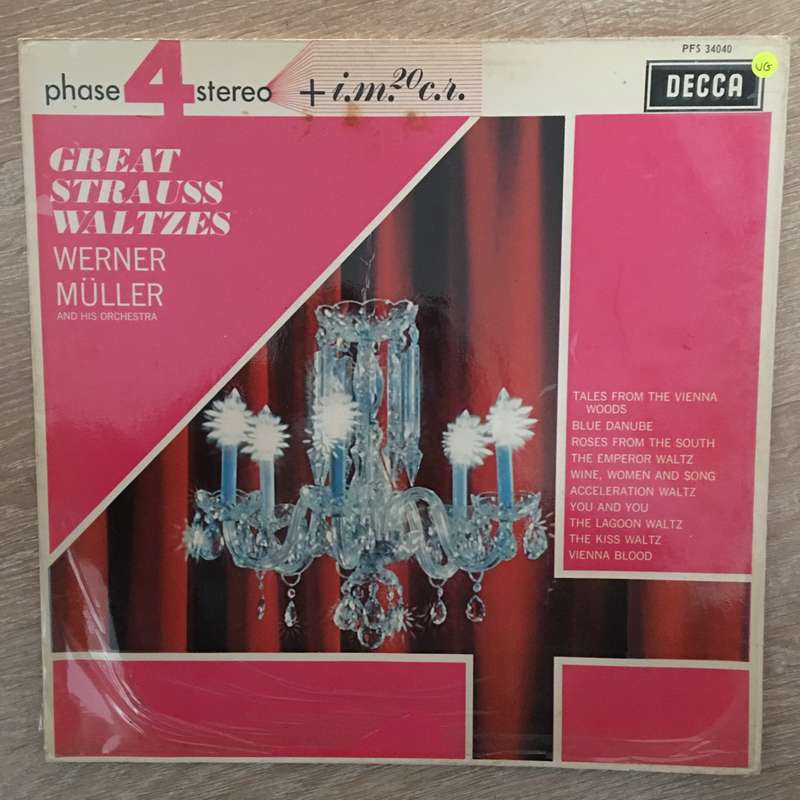 phase 4 stereo + i.m. 20 c.r.
PFS 34040
DECCA
VG
GREAT
STRAUSS
WALTZES
WERNER
MÜLLER
AND HIS ORCHESTRA
TALES FROM THE VIENNA
WOODS
BLUE DANUBE
ROSES FROM THE SOUTH
THE EMPEROR WALTZ
WINE, WOMEN AND SONG
ACCELERATION WALTZ
YOU AND YOU
THE LAGOON WALTZ
THE KISS WALTZ
VIENNA BLOOD